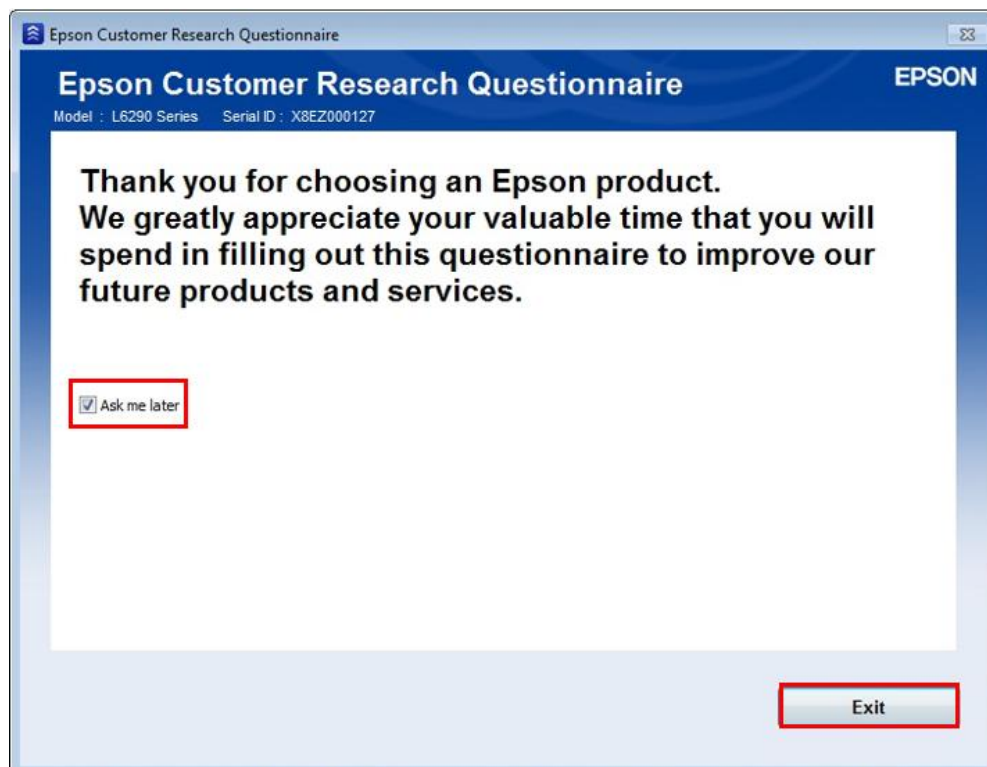 Epson Customer Research Questionnaire
Epson Customer Research Questionnaire
EPSON
Model : L6290 Series Serial ID : X8EZ000127
Thank you for choosing an Epson product.
We greatly appreciate your valuable time that you will
spend in filling out this questionnaire to improve our
future products and services.
Ask me later
Exit